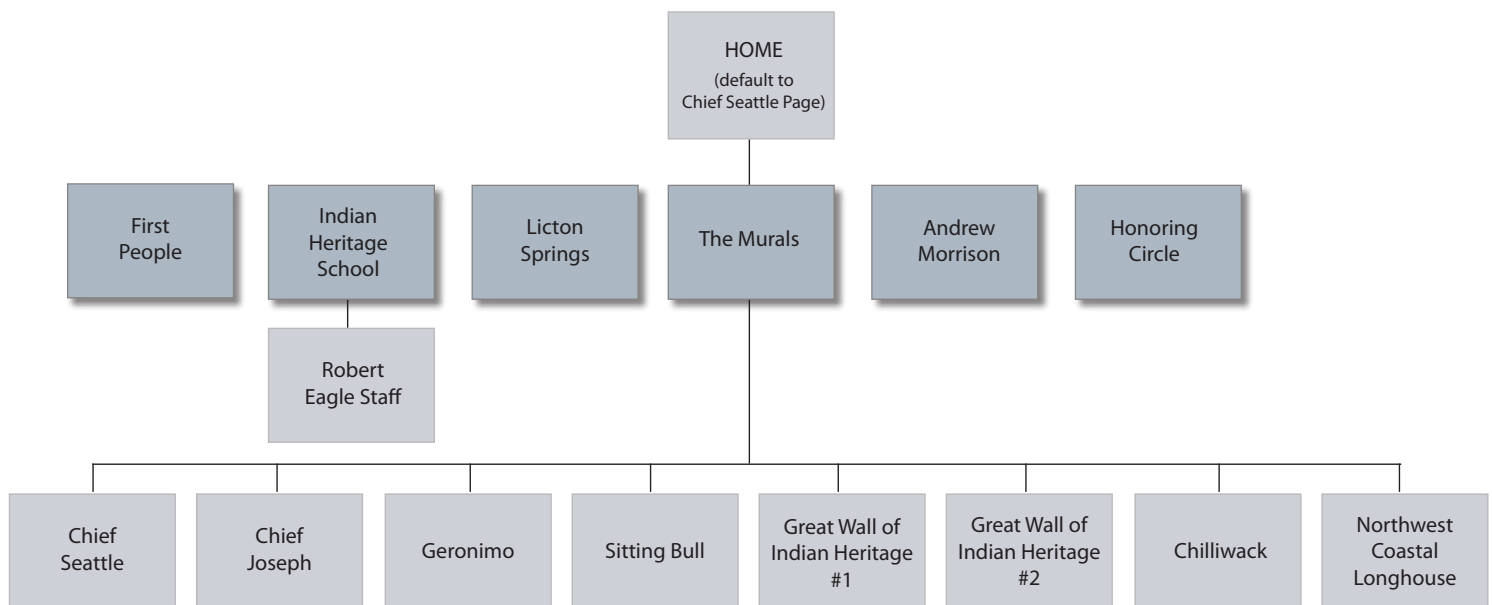 HOME
(default to
Chief Seattle Page)
First
People
Indian
Heritage
School
Licton
Springs
The Murals
Andrew
Morrison
Honoring
Circle
Robert
Eagle Staff
Chief
Seattle
Chief
Joseph
Geronimo
Sitting Bull
Great Wall of
Indian Heritage
#1
Great Wall of
Indian Heritage
#2
Chilliwack
Northwest
Coastal
Longhouse